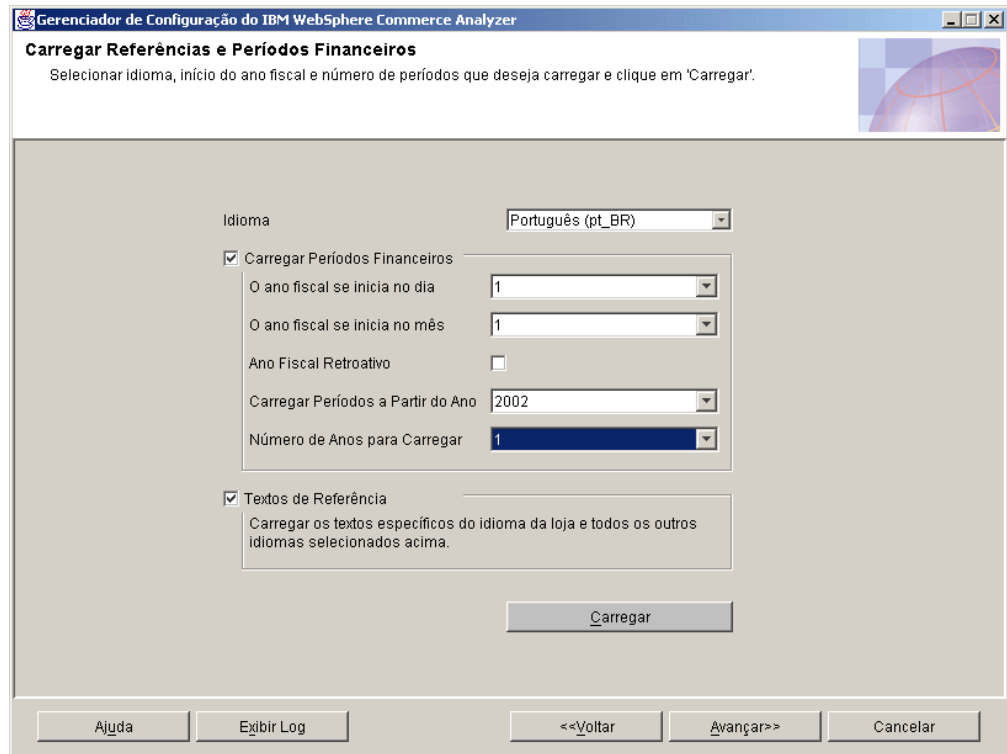 Gerenciador de Configuração do IBM WebSphere Commerce Analyzer
Carregar Referências e Períodos Financeiros
Selecionar idioma, início do ano fiscal e número de períodos que deseja carregar e clique em 'Carregar'.
Idioma Português (pt_BR)
Carregar Períodos Financeiros
O ano fiscal se inicia no dia 1
O ano fiscal se inicia no mês 1
Ano Fiscal Retroativo
Carregar Períodos a Partir do Ano 2002
Número de Anos para Carregar 1
Textos de Referência
Carregar os textos específicos do idioma da loja e todos os outros
idiomas selecionados acima.
Carregar
Ajuda Exibir Log <<Voltar Avançar>> Cancelar